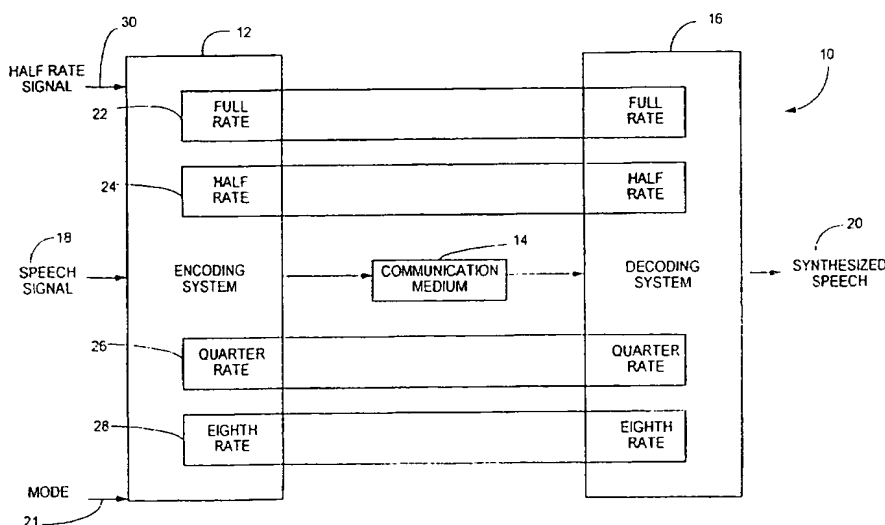 30
HALF RATE
SIGNAL
12
16
10
22
FULL
RATE
FULL
RATE
24
HALF
RATE
HALF
RATE
18
SPEECH
SIGNAL
ENCODING
SYSTEM
14
COMMUNICATION
MEDIUM
DECODING
SYSTEM
20
SYNTHESIZED
SPEECH
26
QUARTER
RATE
QUARTER
RATE
28
EIGHTH
RATE
EIGHTH
RATE
MODE
21